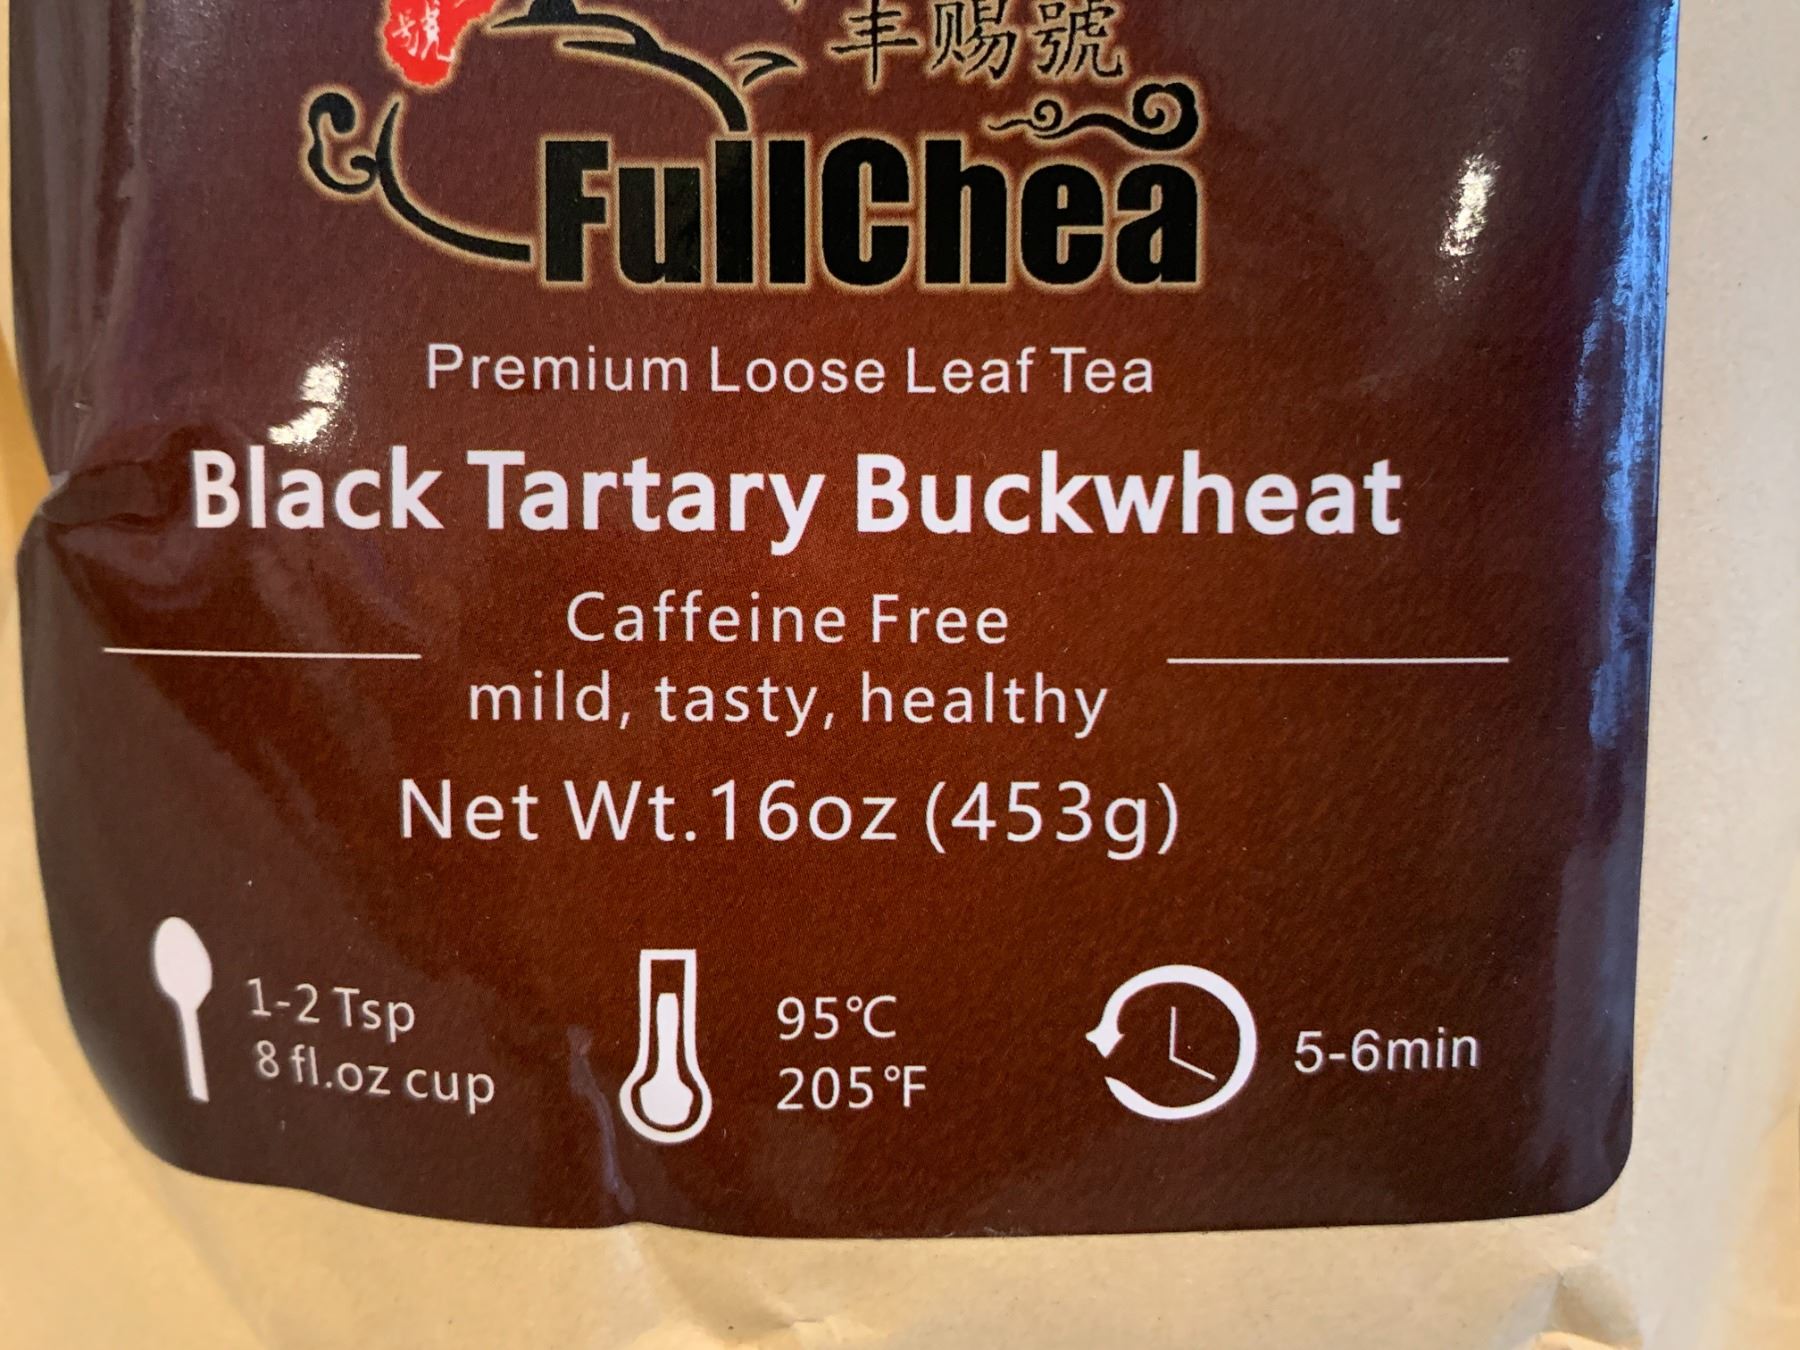 號
丰赐號
FullChea
Premium Loose Leaf Tea
Black Tartary Buckwheat
Caffeine Free
mild, tasty, healthy
Net Wt.16oz (453g)
1-2 Tsp
8 fl.oz cup
95℃
205℉
5-6min